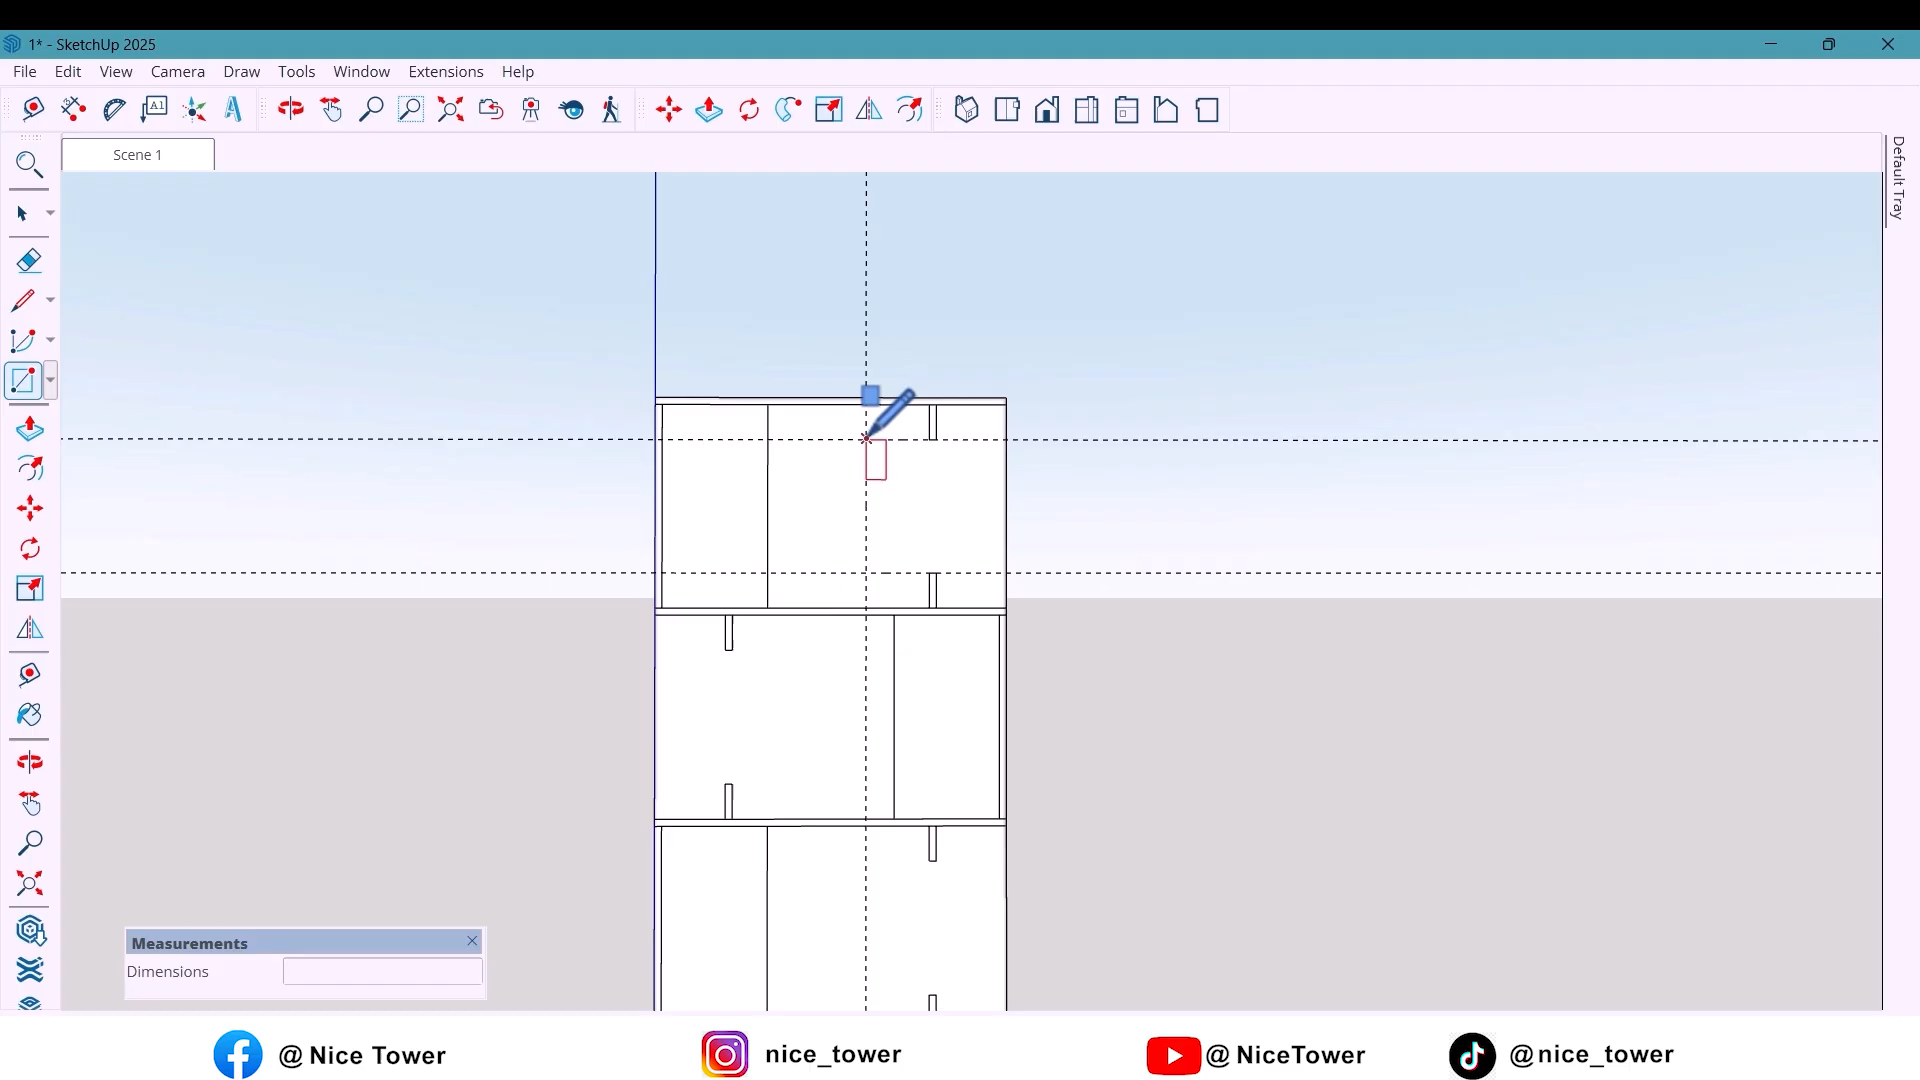 1* - SketchUp 2025
File Edit View Camera Draw Tools Window Extensions Help
A1
Scene 1
Default Tray
Measurements
Dimensions
@ Nice Tower
nice_tower
@ NiceTower
@nice_tower